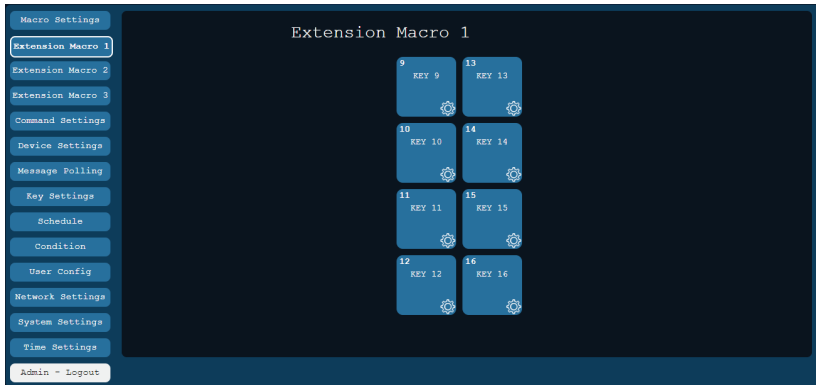 Macro Settings
Extension Macro 1
Extension Macro 2
Extension Macro 3
Command Settings
Device Settings
Message Polling
Key Settings
Schedule
Condition
User Config
Network Settings
System Settings
Time Settings
Admin - Logout
Extension Macro 1
9
KEY 9
13
KEY 13
10
KEY 10
14
KEY 14
11
KEY 11
15
KEY 15
12
KEY 12
16
KEY 16